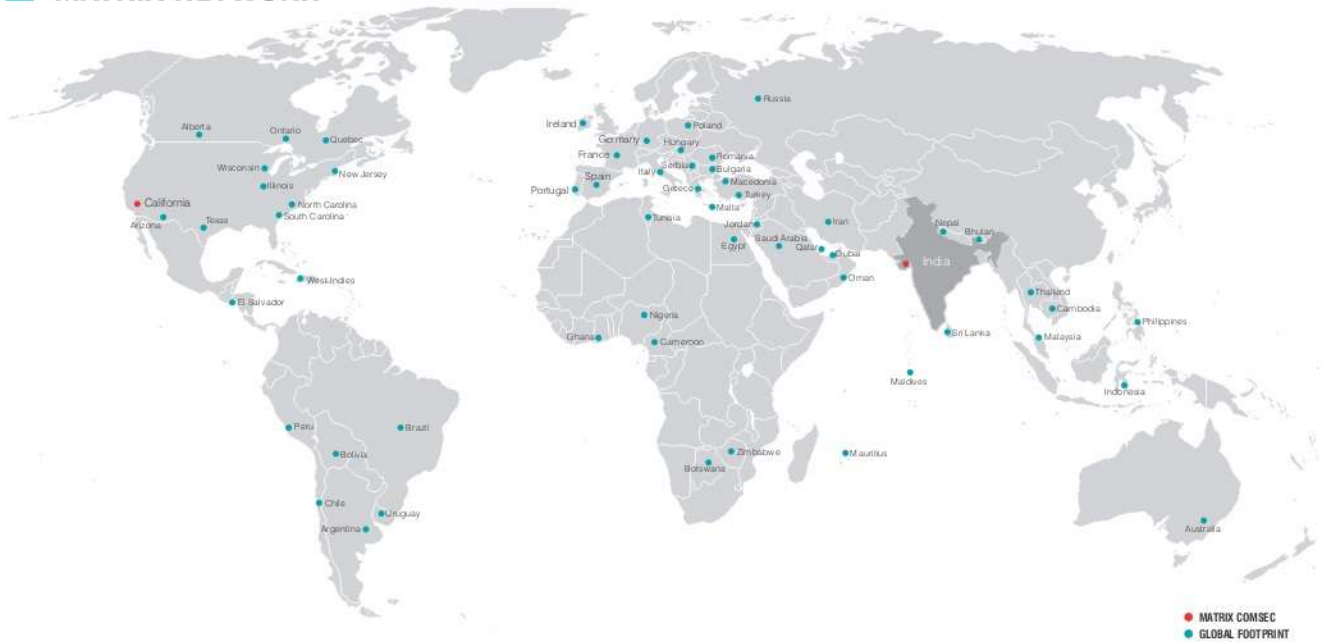 Russia
Ireland
Poland
Alberta
Ontario
Quebec
Germany
Hungary
France
Romania
Serbia
Bulgaria
Wisconsin
New Jersey
Italy
Spain
Macedonia
Illinois
Portugal
Greece
Turkey
California
North Carolina
Malta
South Carolina
Tunisia
Arizona
Texas
Jordan
Iran
Nepal
Bhutan
Egypt
Saudi Arabia
Qatar
Dubai
India
West Indies
Oman
El Salvador
Thailand
Cambodia
Nigeria
Philippines
Ghana
Cameroon
Sri Lanka
Malaysia
Maldives
Indonesia
Peru
Brazil
Bolivia
Zimbabwe
Mauritius
Botswana
Chile
Uruguay
Argentina
Australia
MATRIX COMSEC
GLOBAL FOOTPRINT